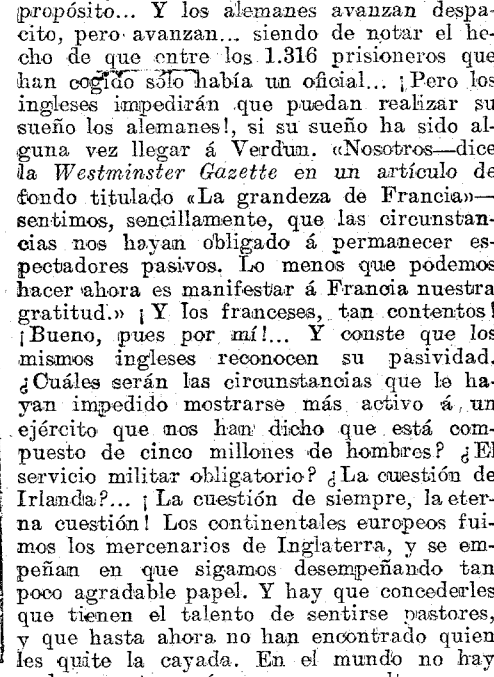 propósito... Y los alemanes avanzan despa-
cito, pero avanzan... siendo de notar el he-
cho de que entre los 1.316 prisioneros que
han cogido sólo había un oficial... ¡Pero los
ingleses impedirán que puedan realizar su
sueño los alemanes!, si su sueño ha sido al-
guna vez llegar á Verdum. «Nosotros—dice
la Westminster Gazette en un artículo de
fondo titulado «La grandeza de Francia»—
sentimos, sencillamente, que las circunstan-
cias nos hayan obligado á permanecer es-
pectadores pasivos. Lo menos que podemos
hacer ahora es manifestar á Francia nuestra
gratitud.» ¡Y los franceses, tan contentos!
¡Bueno, pues por mí!... Y conste que los
mismos ingleses reconocen su pasividad.
¿Cuáles serán las circunstancias que le ha-
yan impedido mostrarse más activo á un
ejército que nos han dicho que está com-
puesto de cinco millones de hombres? ¿El
servicio militar obligatorio? ¿La cuestión de
Irlanda?... ¡La cuestión de siempre, la eter-
na cuestión! Los continentales europeos fui-
mos los mercenarios de Inglaterra, y se em-
peñan en que sigamos desempeñando tan
poco agradable papel. Y hay que concederles
que tienen el talento de sentirse pastores,
y que hasta ahora no han encontrado quien
les quite la cayada. En el mundo no hay